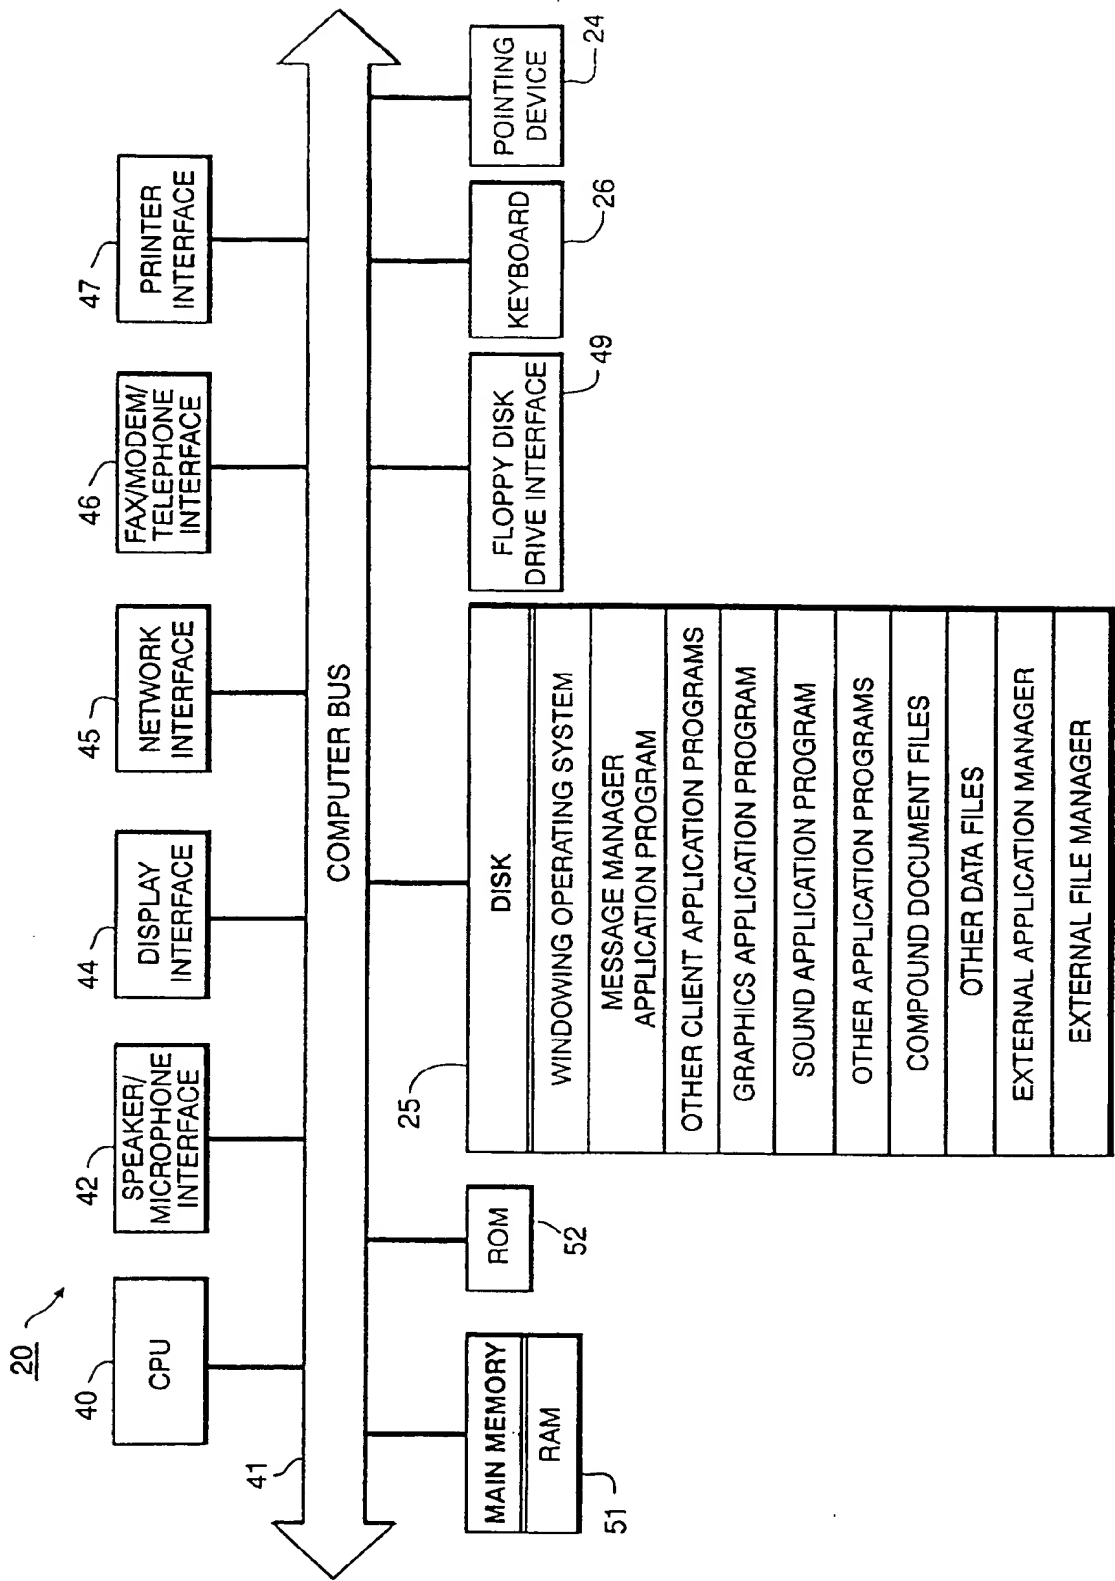 20
40
CPU
42
SPEAKER/
MICROPHONE
INTERFACE
44
DISPLAY
INTERFACE
45
NETWORK
INTERFACE
46
FAX/MODEM/
TELEPHONE
INTERFACE
47
PRINTER
INTERFACE
41
COMPUTER BUS
MAIN MEMORY
RAM
51
ROM
52
25
DISK
WINDOWING OPERATING SYSTEM
MESSAGE MANAGER
APPLICATION PROGRAM
OTHER CLIENT APPLICATION PROGRAMS
GRAPHICS APPLICATION PROGRAM
SOUND APPLICATION PROGRAM
OTHER APPLICATION PROGRAMS
COMPOUND DOCUMENT FILES
OTHER DATA FILES
EXTERNAL APPLICATION MANAGER
EXTERNAL FILE MANAGER
FLOPPY DISK
DRIVE INTERFACE
49
KEYBOARD
26
POINTING
DEVICE
24